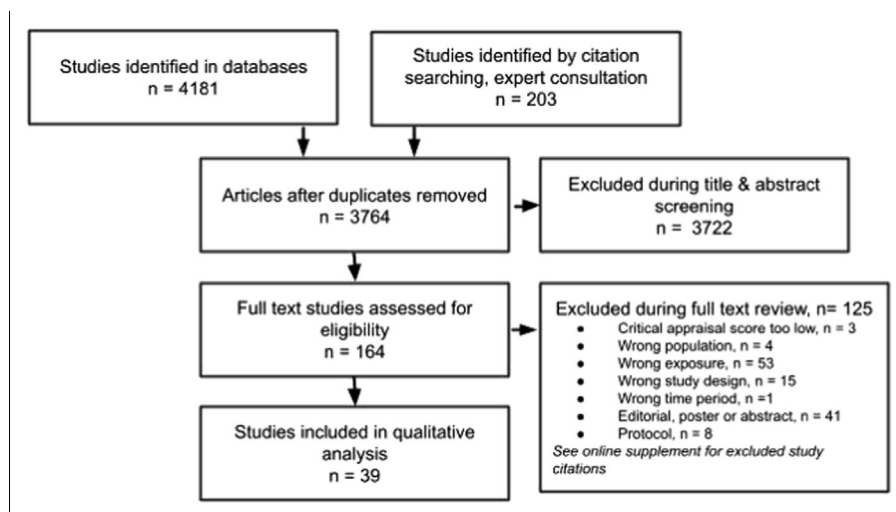 Studies identified in databases
n = 4181
Studies identified by citation
searching, expert consultation
n = 203
Articles after duplicates removed
n = 3764
Excluded during title & abstract
screening
n = 3722
Full text studies assessed for
eligibility
n = 164
Excluded during full text review, n= 125
• Critical appraisal score too low, n = 3
• Wrong population, n = 4
• Wrong exposure, n = 53
• Wrong study design, n = 15
• Wrong time period, n =1
• Editorial, poster or abstract, n = 41
• Protocol, n = 8
See online supplement for excluded study
citations
Studies included in qualitative
analysis
n = 39